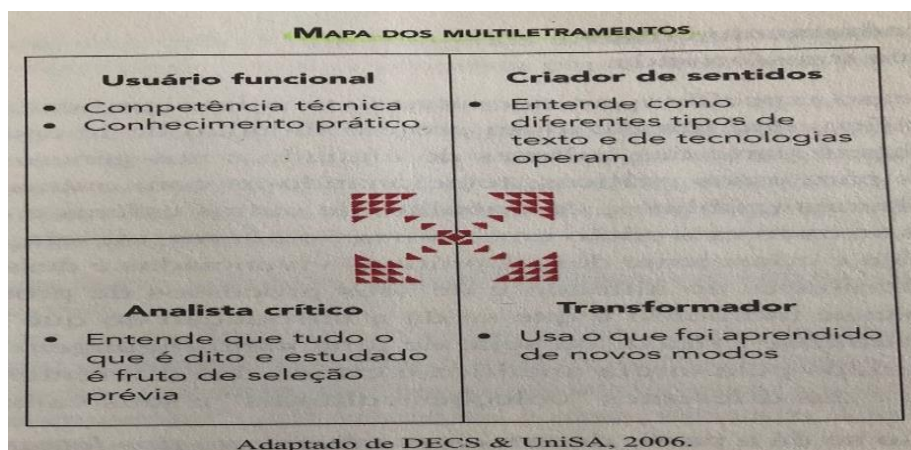 MAPA DOS MULTILETRAMENTOS
Usuário funcional
• Competência técnica
• Conhecimento prático
Criador de sentidos
• Entende como
diferentes tipos de
texto e de tecnologias
operam
Analista crítico
• Entende que tudo o
que é dito e estudado
é fruto de seleção
prévia
Transformador
• Usa o que foi aprendido
de novos modos
Adaptado de DECS & UniSA, 2006.